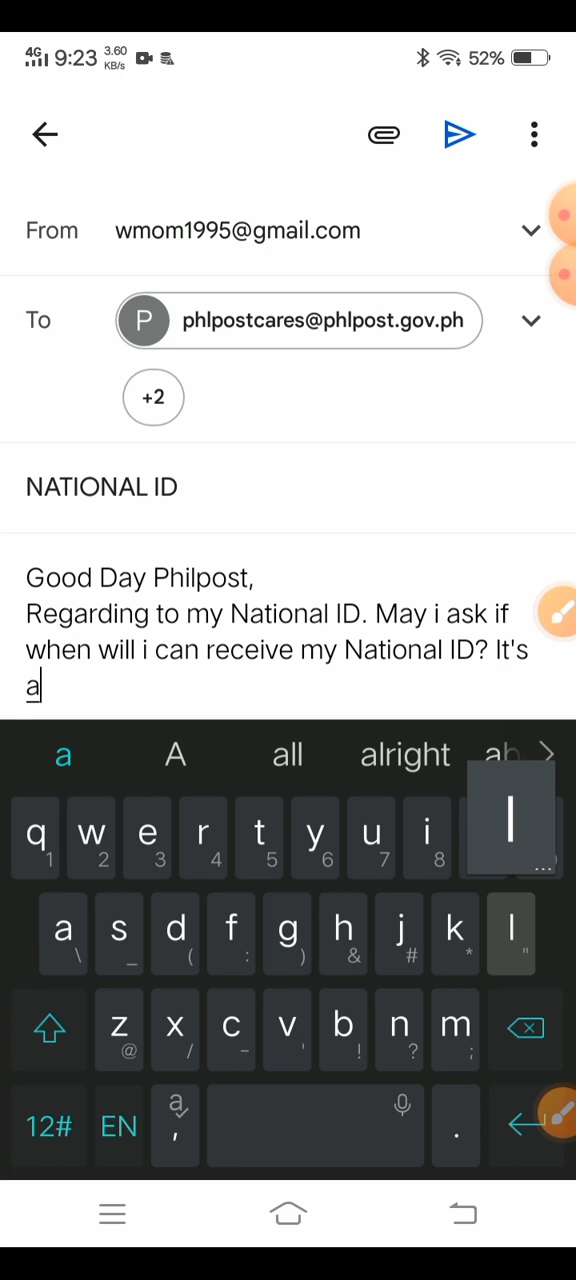 4G 9:23 3.60 KB/s 52%
From wmom1995@gmail.com
To P phlpostcares@phlpost.gov.ph
+2
NATIONAL ID
Good Day Philpost,
Regarding to my National ID. May i ask if
when will i can receive my National ID? It's
a
a A all alright ab
q w e r t y u i l
1 2 3 4 5 6 7 8 ...
a s d f g h j k l
\ _ ( : ) & # * "
z x c v b n m
@ / - ' ! ? ;
12# EN a , .